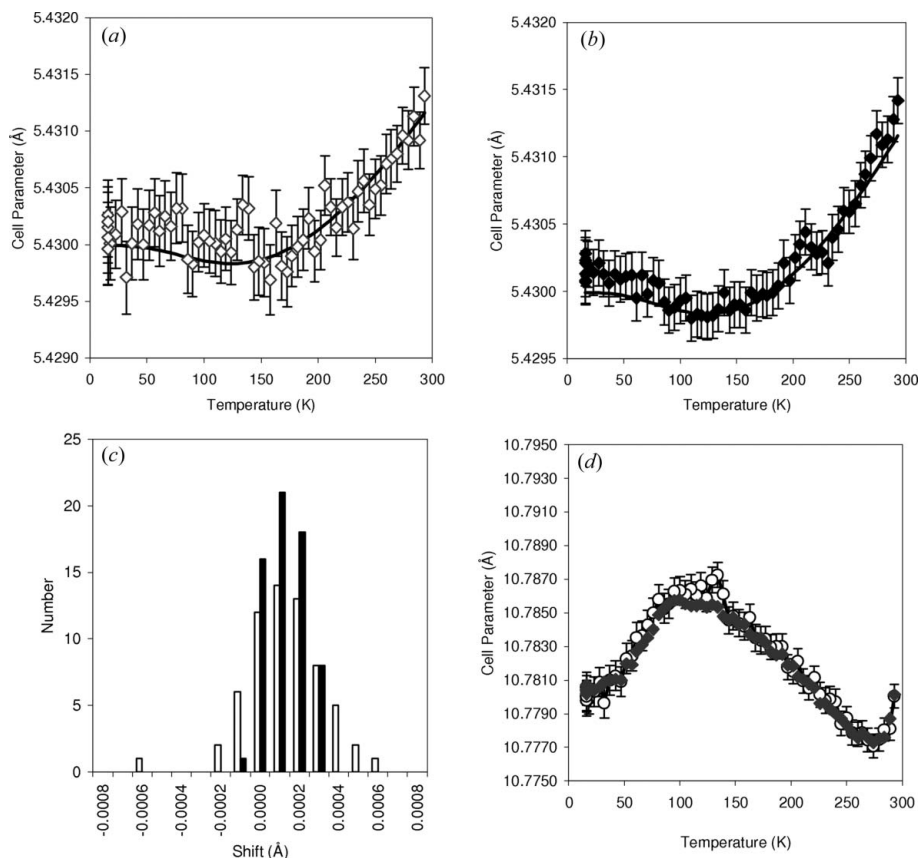 (a)
5.4320
5.4315
5.4310
5.4305
5.4300
5.4295
5.4290
Cell Parameter (Å)
0 50 100 150 200 250 300
Temperature (K)
(b)
5.4320
5.4315
5.4310
5.4305
5.4300
5.4295
Cell Parameter (Å)
0 50 100 150 200 250 300
Temperature (K)
(c)
25
20
15
10
5
0
Number
-0.0008
-0.0006
-0.0004
-0.0002
0.0000
0.0002
0.0004
0.0006
0.0008
Shift (Å)
(d)
10.7950
10.7930
10.7910
10.7890
10.7870
10.7850
10.7830
10.7810
10.7790
10.7770
10.7750
Cell Parameter (Å)
0 50 100 150 200 250 300
Temperature (K)